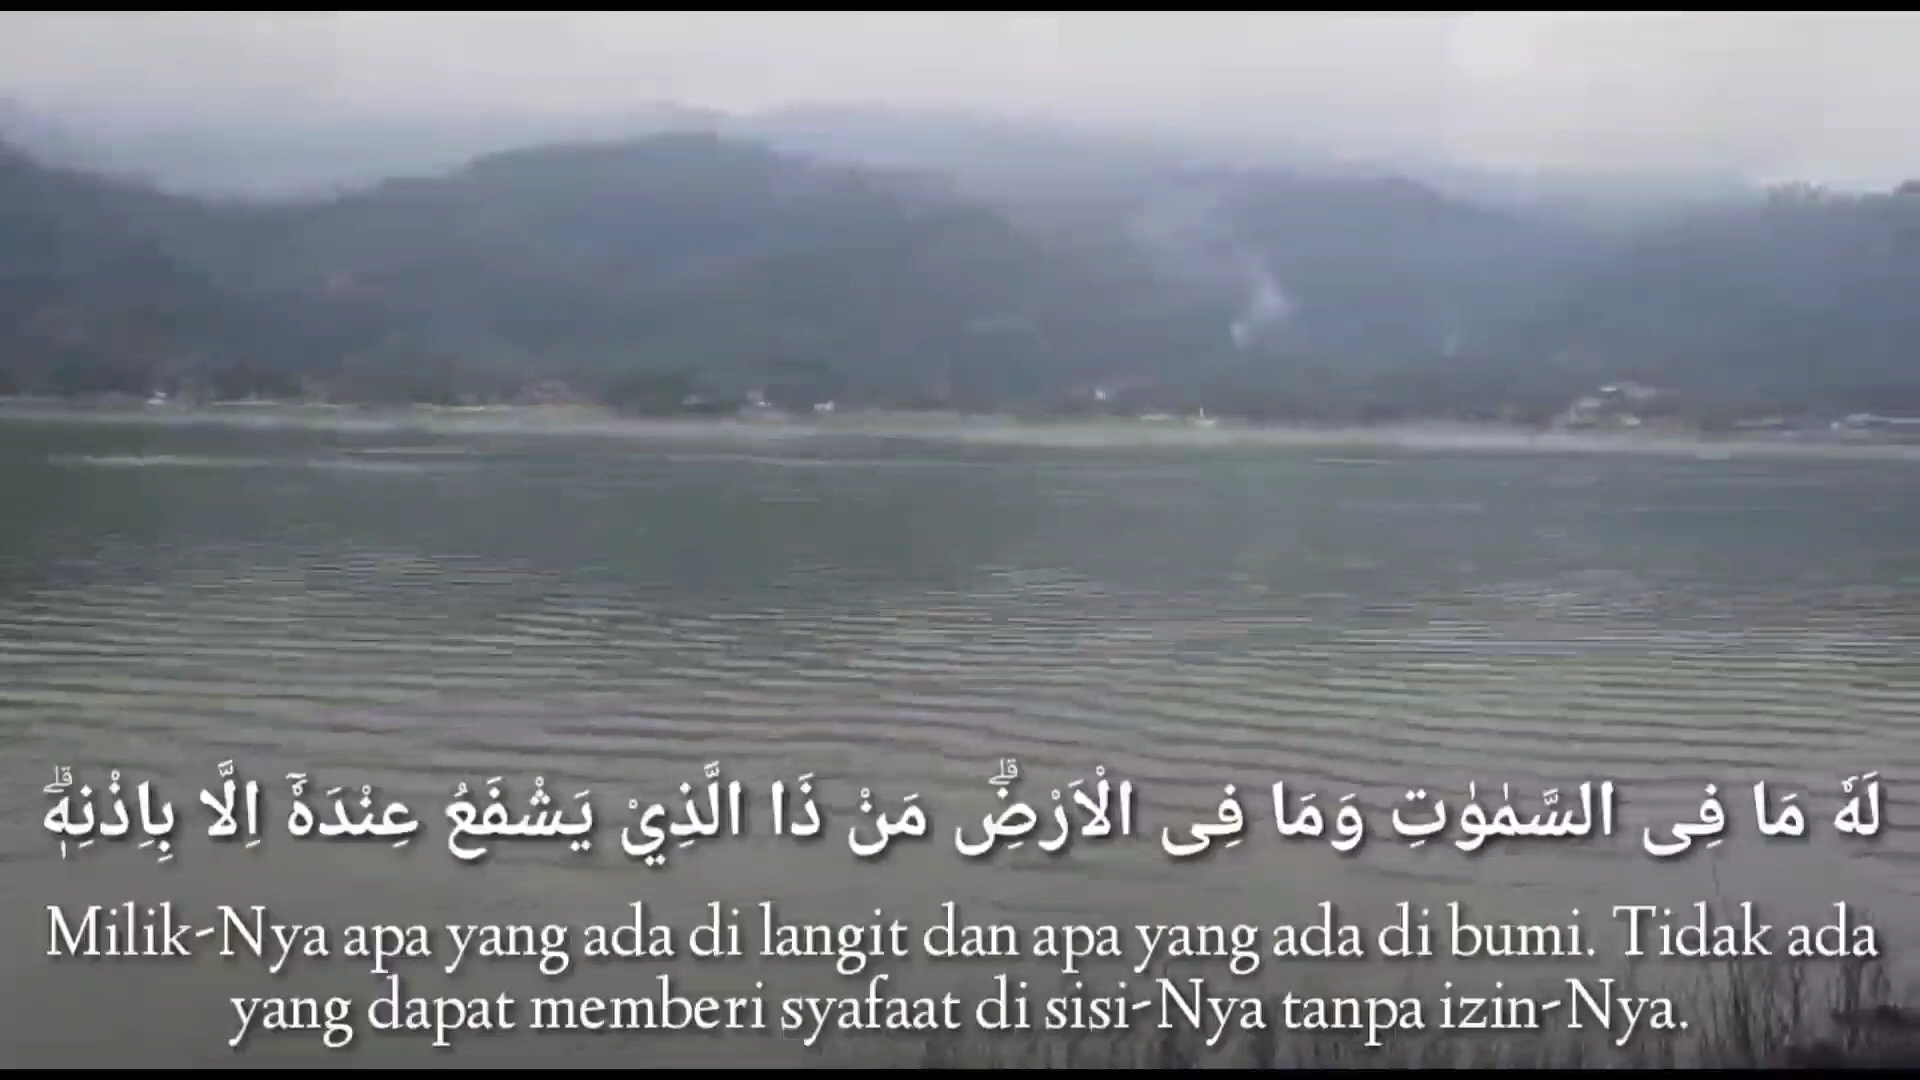 لَهٗ مَا فِى السَّمٰوٰتِ وَمَا فِى الْاَرْضِۗ مَنْ ذَا الَّذِيْ يَشْفَعُ عِنْدَهٗٓ اِلَّا بِاِذْنِهٖۗ
Milik-Nya apa yang ada di langit dan apa yang ada di bumi. Tidak ada
yang dapat memberi syafaat di sisi-Nya tanpa izin-Nya.